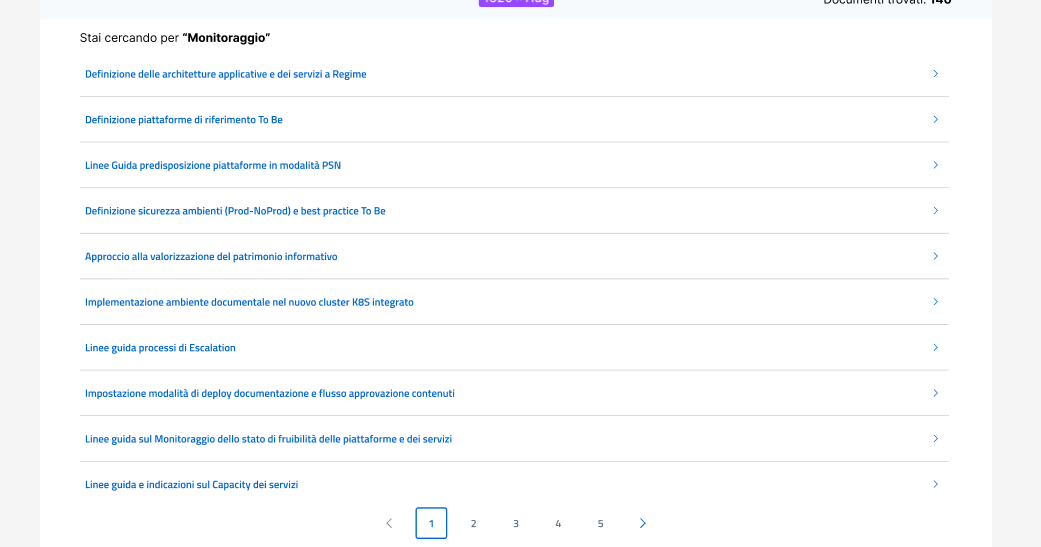 Documenti trovati: 140
Stai cercando per “Monitoraggio”
Definizione delle architetture applicative e dei servizi a Regime
Definizione piattaforme di riferimento To Be
Linee Guida predisposizione piattaforme in modalità PSN
Definizione sicurezza ambienti (Prod-NoProd) e best practice To Be
Approccio alla valorizzazione del patrimonio informativo
Implementazione ambiente documentale nel nuovo cluster K8S integrato
Linee guida processi di Escalation
Impostazione modalità di deploy documentazione e flusso approvazione contenuti
Linee guida sul Monitoraggio dello stato di fruibilità delle piattaforme e dei servizi
Linee guida e indicazioni sul Capacity dei servizi
1 2 3 4 5